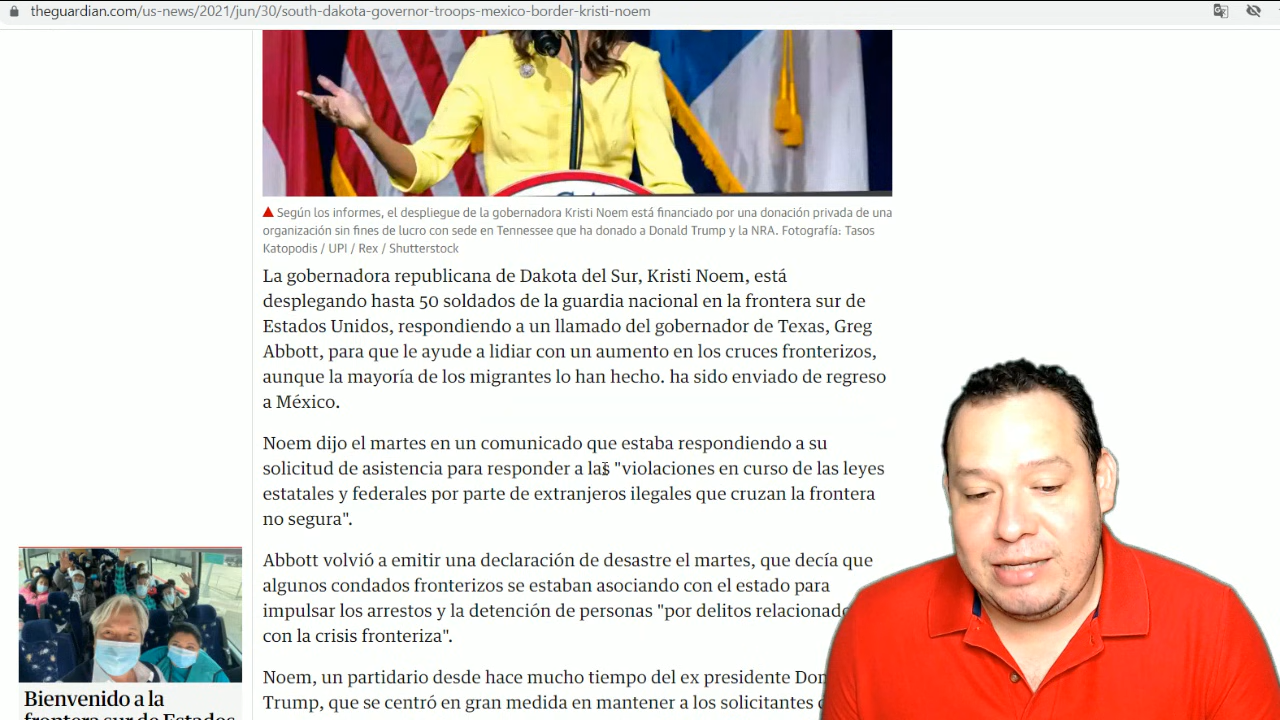 theguardian.com/us-news/2021/jun/30/south-dakota-governor-troops-mexico-border-kristi-noem
Según los informes, el despliegue de la gobernadora Kristi Noem está financiado por una donación privada de una
organización sin fines de lucro con sede en Tennessee que ha donado a Donald Trump y la NRA. Fotografía: Tasos
Katopodis / UPI / Rex / Shutterstock
La gobernadora republicana de Dakota del Sur, Kristi Noem, está
desplegando hasta 50 soldados de la guardia nacional en la frontera sur de
Estados Unidos, respondiendo a un llamado del gobernador de Texas, Greg
Abbott, para que le ayude a lidiar con un aumento en los cruces fronterizos,
aunque la mayoría de los migrantes lo han hecho. ha sido enviado de regreso
a México.
Noem dijo el martes en un comunicado que estaba respondiendo a su
solicitud de asistencia para responder a las "violaciones en curso de las leyes
estatales y federales por parte de extranjeros ilegales que cruzan la frontera
no segura".
Abbott volvió a emitir una declaración de desastre el martes, que decía que
algunos condados fronterizos se estaban asociando con el estado para
impulsar los arrestos y la detención de personas "por delitos relacionado
con la crisis fronteriza".
Noem, un partidario desde hace mucho tiempo del ex presidente Don
Trump, que se centró en gran medida en mantener a los solicitantes
Bienvenido a la
frontera sur de Estados